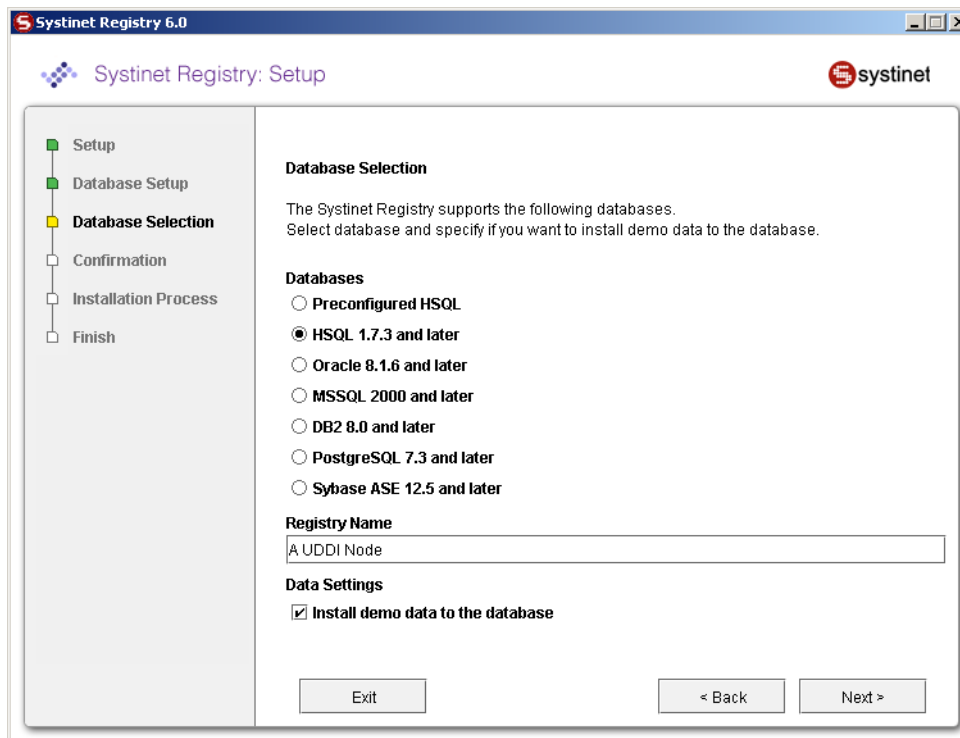 Systinet Registry 6.0
Systinet Registry: Setup
systinet
Setup
Database Setup
Database Selection
Confirmation
Installation Process
Finish
Database Selection
The Systinet Registry supports the following databases.
Select database and specify if you want to install demo data to the database.
Databases
Preconfigured HSQL
HSQL 1.7.3 and later
Oracle 8.1.6 and later
MSSQL 2000 and later
DB2 8.0 and later
PostgreSQL 7.3 and later
Sybase ASE 12.5 and later
Registry Name
A UDDI Node
Data Settings
Install demo data to the database
Exit
< Back
Next >